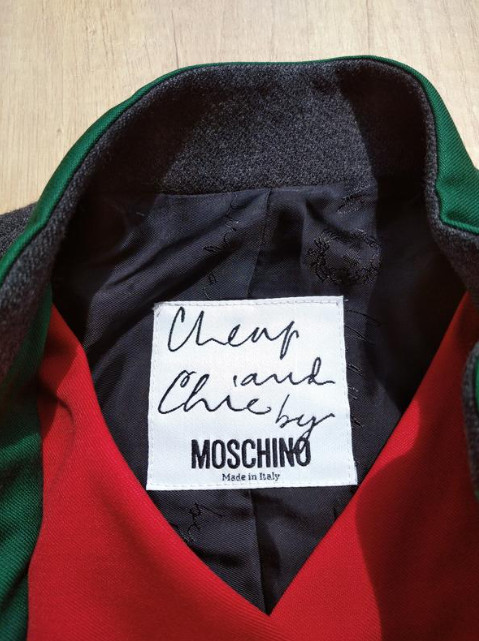 Cheap
and
Chic by
MOSCHINO
Made in Italy